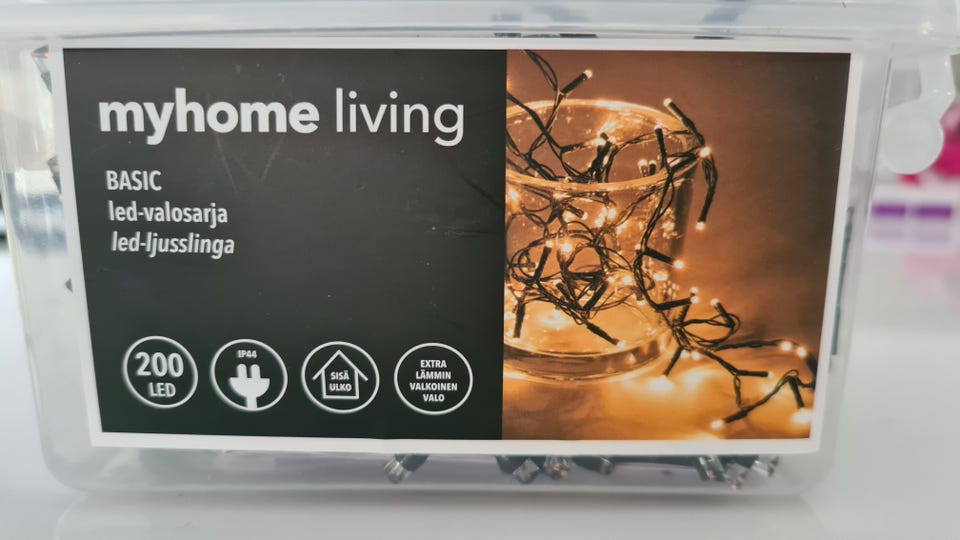 myhome living
BASIC
led-valosarja
led-ljusslinga
200
LED
IP44
SISÄ
ULKO
EXTRA
LÄMMIN
VALKOINEN
VALO